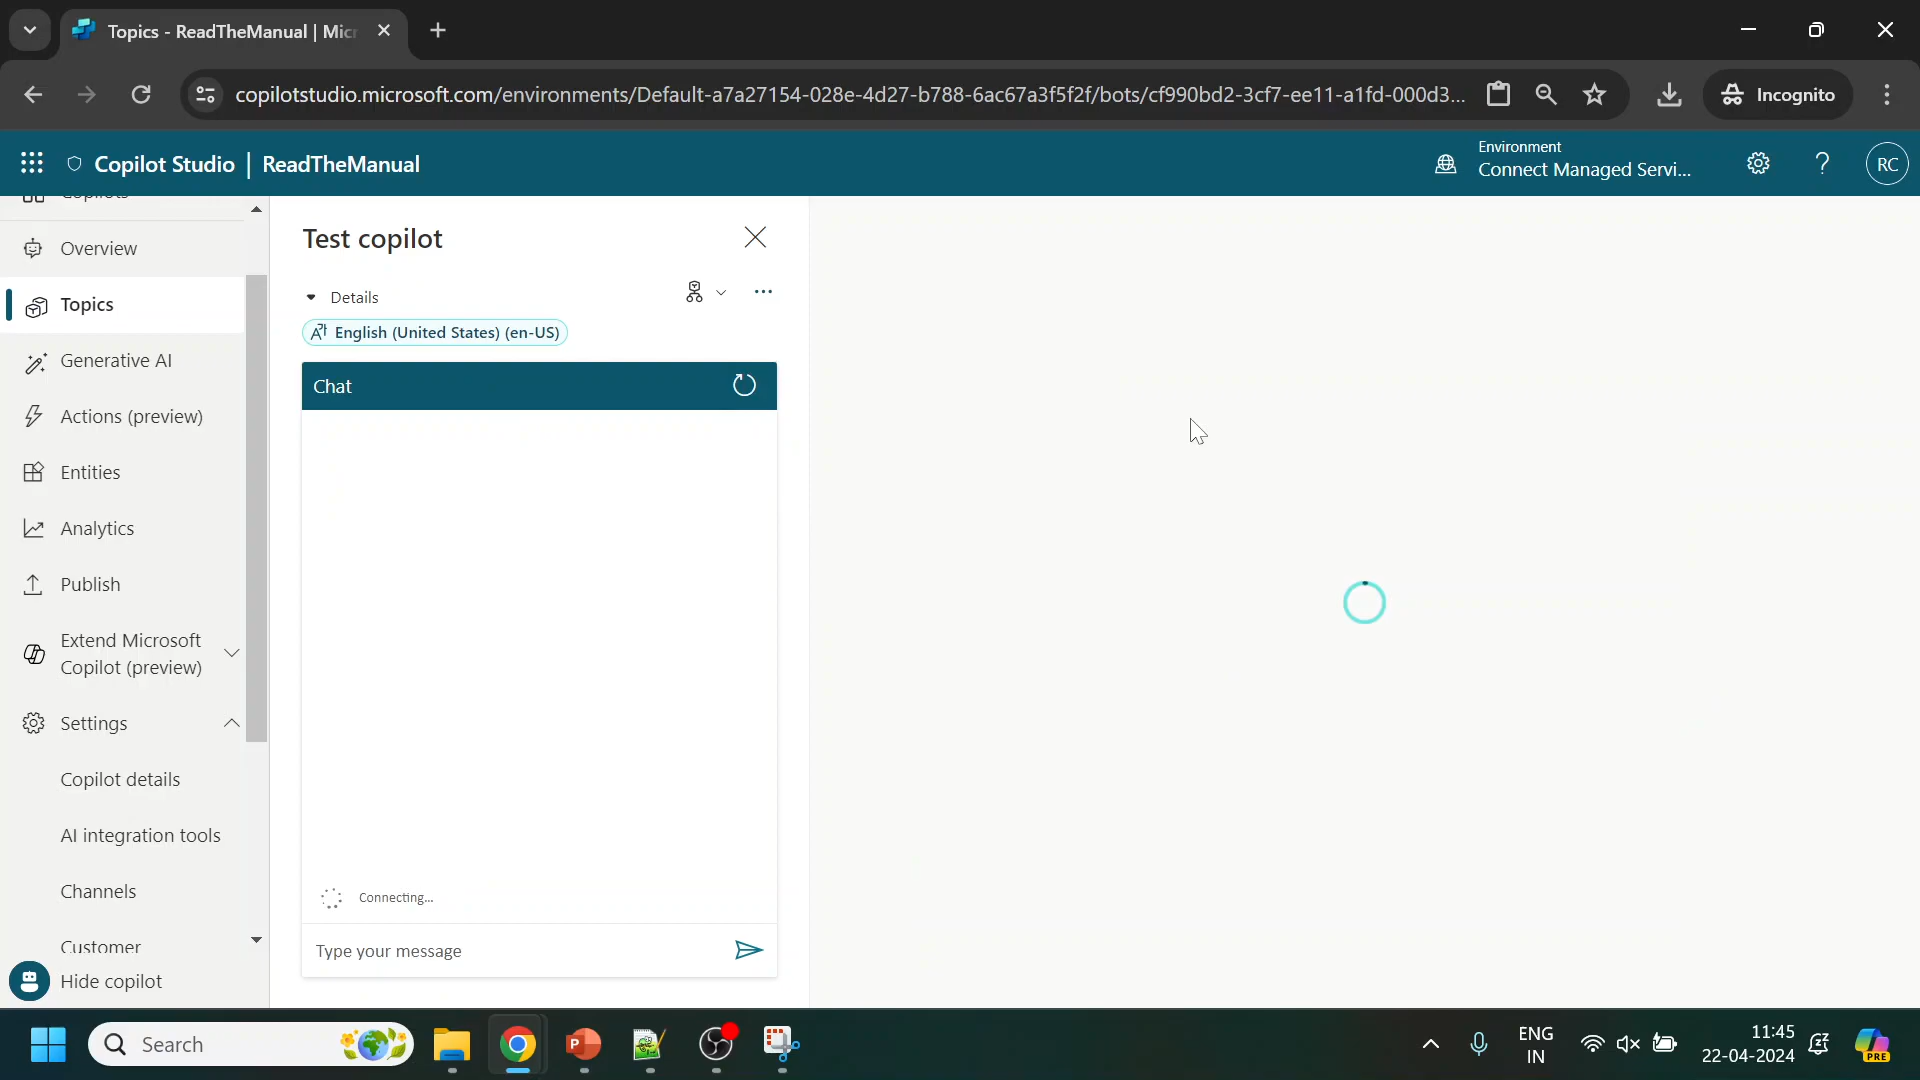 Topics - ReadTheManual | Micr
copilotstudio.microsoft.com/environments/Default-a7a27154-028e-4d27-b788-6ac67a3f5f2f/bots/cf990bd2-3cf7-ee11-a1fd-000d3...
Incognito
Copilot Studio | ReadTheManual
Environment
Connect Managed Servi...
RC
Copilots
Overview
Topics
Generative AI
Actions (preview)
Entities
Analytics
Publish
Extend Microsoft
Copilot (preview)
Settings
Copilot details
AI integration tools
Channels
Customer
Hide copilot
Test copilot
Details
English (United States) (en-US)
Chat
Connecting...
Type your message
Search
ENG
IN
11:45
22-04-2024
PRE